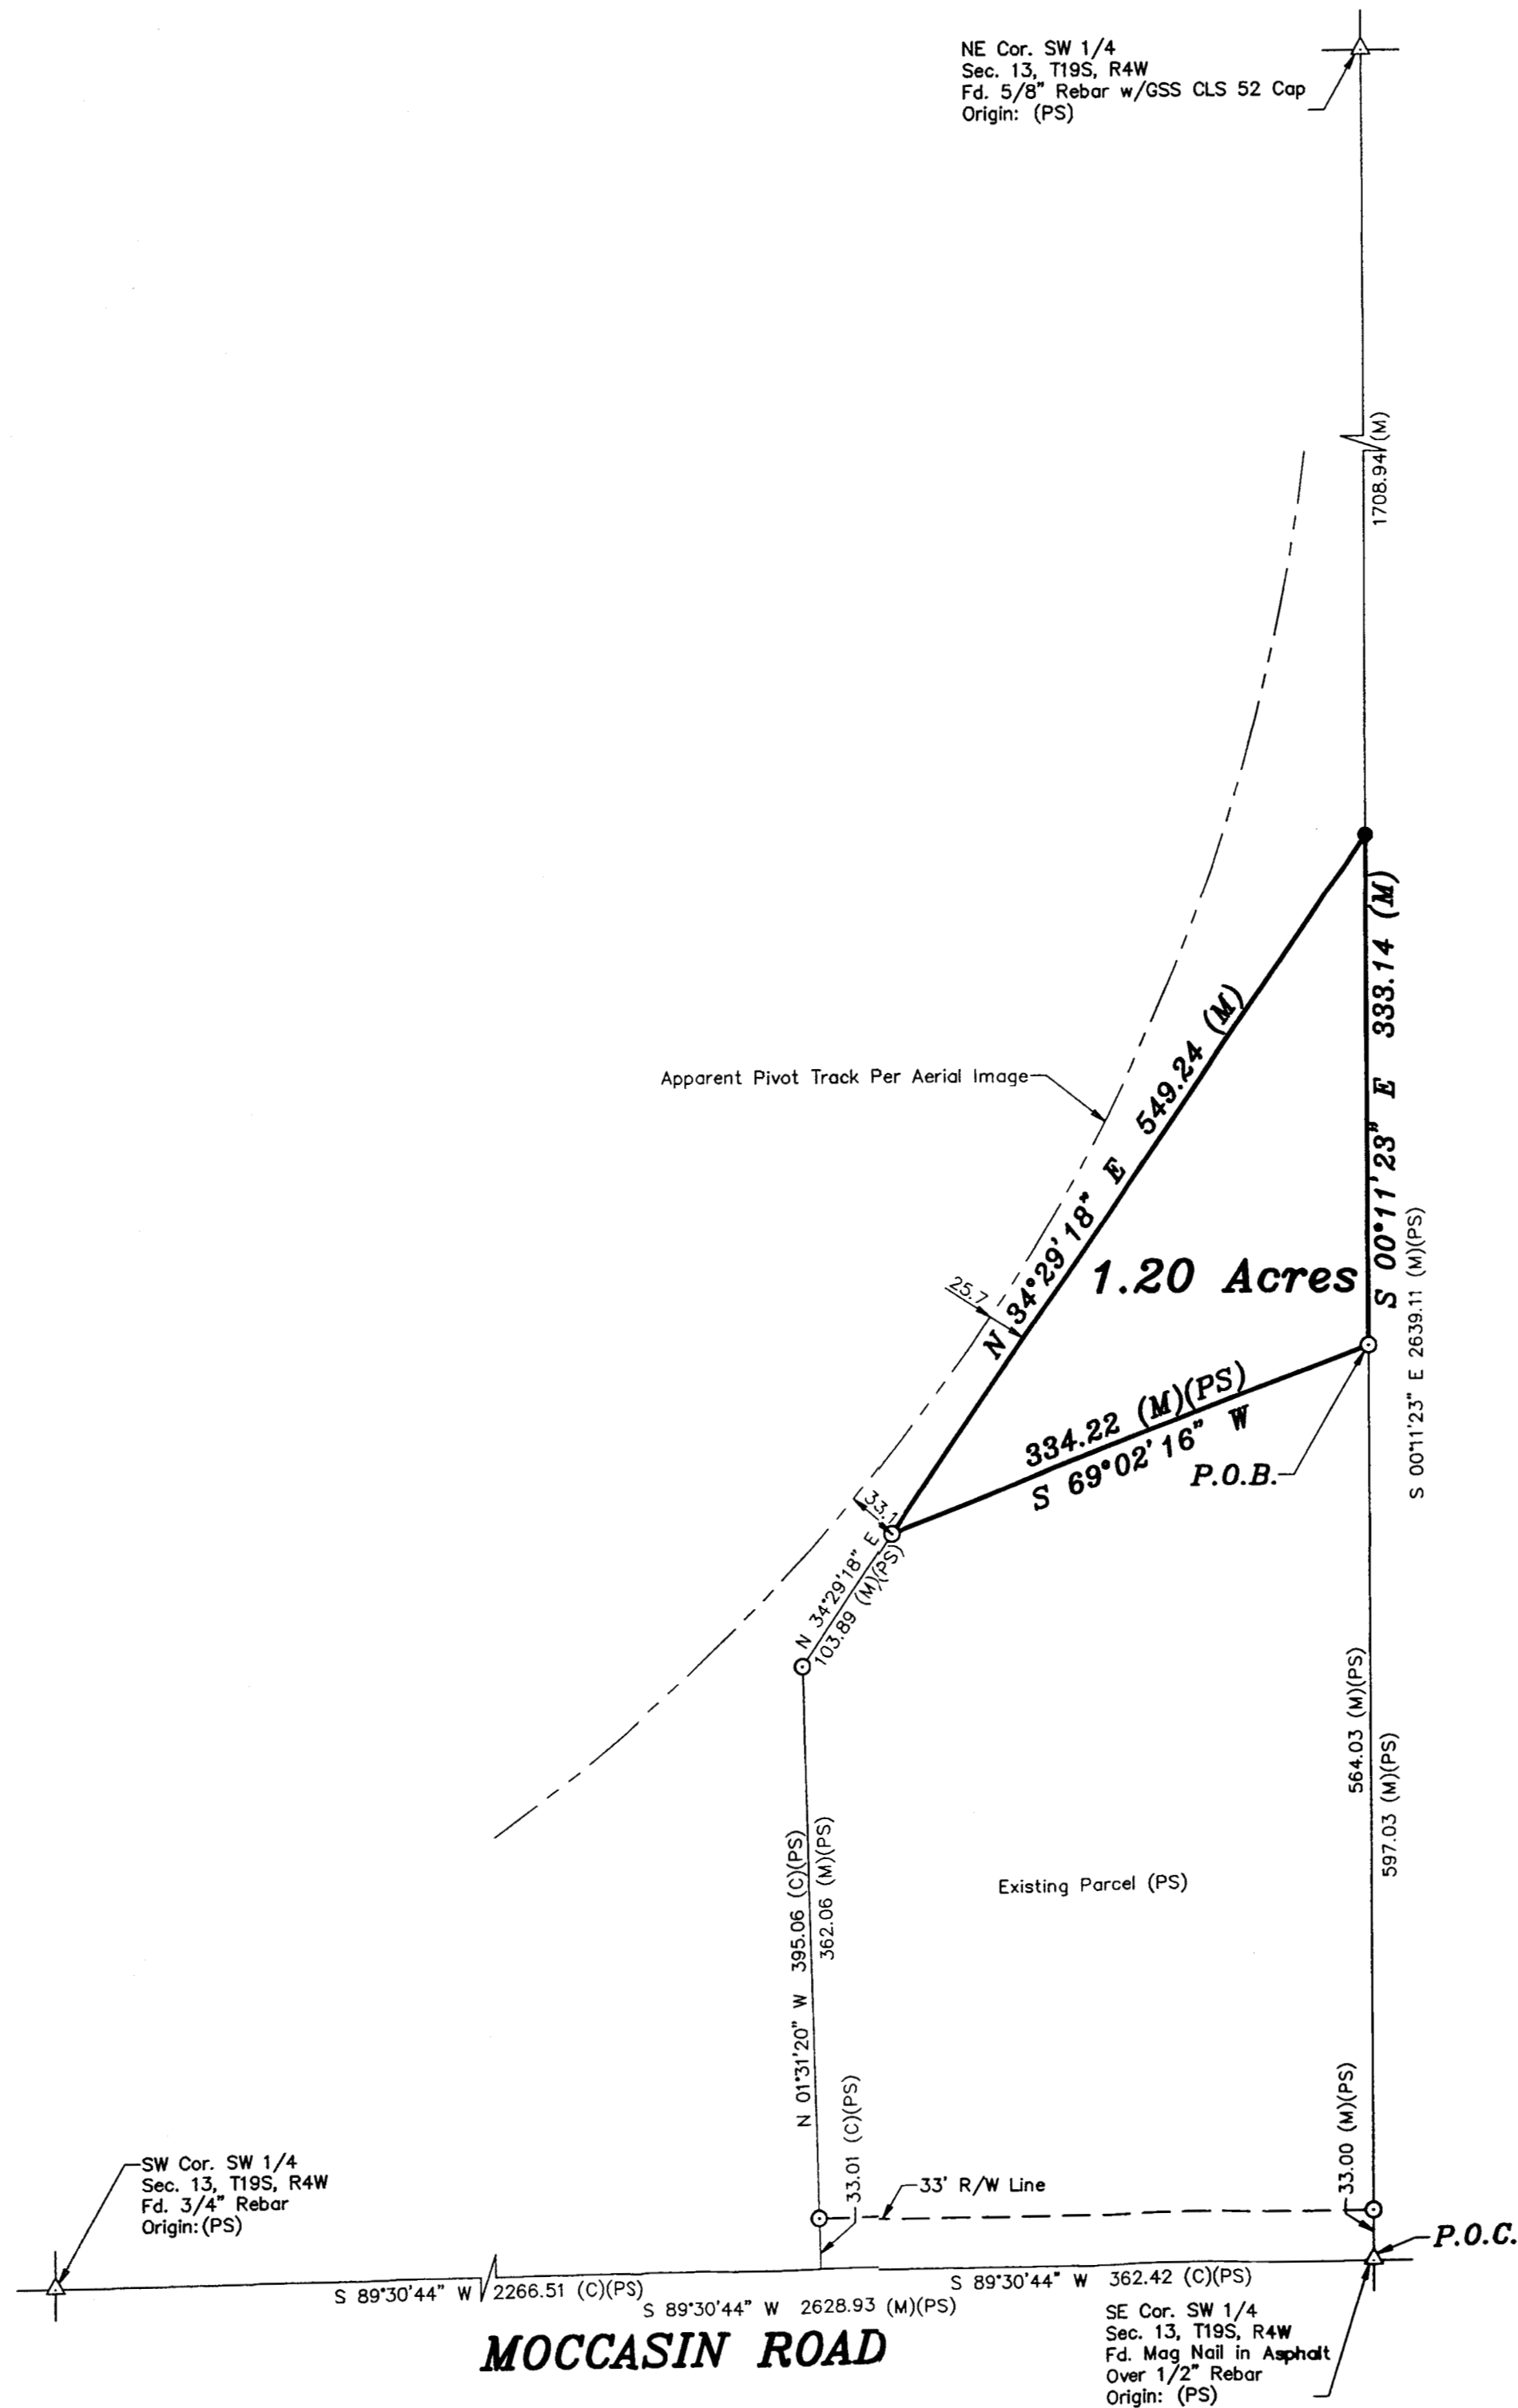 NE Cor. SW 1/4
Sec. 13, T19S, R4W
Fd. 5/8" Rebar w/GSS CLS 52 Cap
Origin: (PS)
1708.94 (M)
S 00°11'23" E 333.14 (M)
N 34°29'18" E 549.24 (M)
Apparent Pivot Track Per Aerial Image
1.20 Acres
S 00°11'23" E 2639.11 (M)(PS)
25.7
334.22 (M)(PS)
S 69°02'16" W
P.O.B.
33.1
N 34°29'18" E
103.89 (M)(PS)
564.03 (M)(PS)
597.03 (M)(PS)
N 01°31'20" W 395.06 (C)(PS)
362.06 (M)(PS)
Existing Parcel (PS)
33.01 (C)(PS)
33.00 (M)(PS)
33' R/W Line
SW Cor. SW 1/4
Sec. 13, T19S, R4W
Fd. 3/4" Rebar
Origin: (PS)
P.O.C.
S 89°30'44" W 2266.51 (C)(PS)
S 89°30'44" W 362.42 (C)(PS)
S 89°30'44" W 2628.93 (M)(PS)
MOCCASIN ROAD
SE Cor. SW 1/4
Sec. 13, T19S, R4W
Fd. Mag Nail in Asphalt
Over 1/2" Rebar
Origin: (PS)